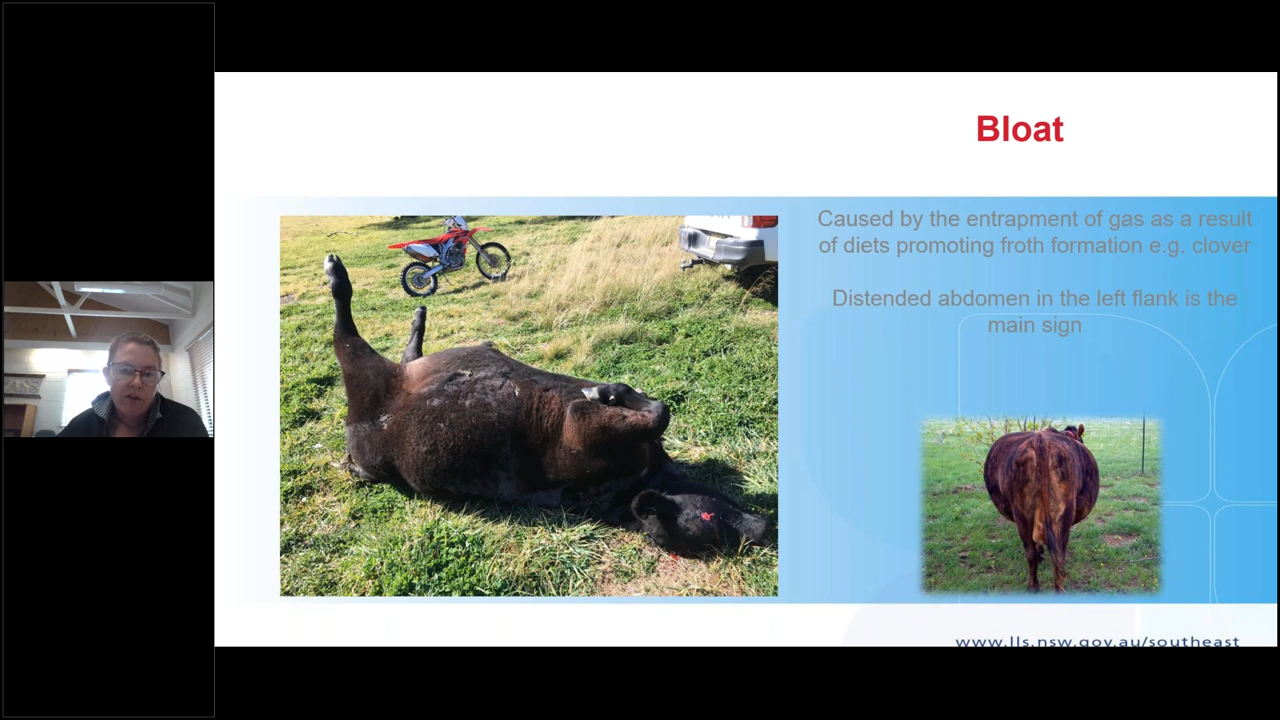 Bloat
Caused by the entrapment of gas as a result
of diets promoting froth formation e.g. clover
Distended abdomen in the left flank is the
main sign
www.lls.nsw.gov.au/southeast